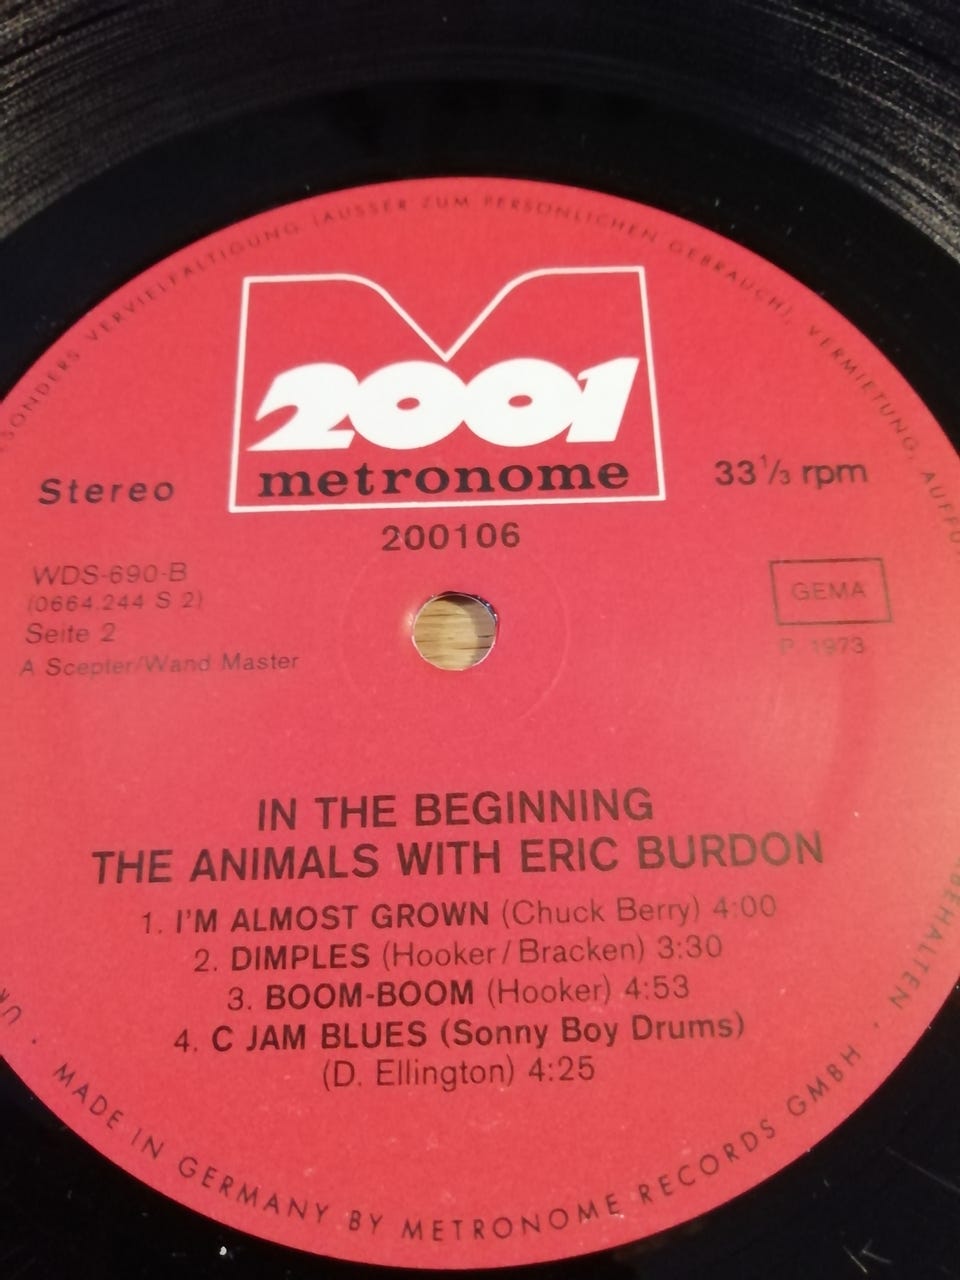 SONDERS VERVIELFÄLTIGUNG (AUSSER ZUM PERSÖNLICHEN GEBRAUCH), VERMIETUNG,
2001
metronome
Stereo
33 1/3 rpm
200106
WDS-690-B
(0664.244 S 2)
Seite 2
A Scepter/Wand Master
GEMA
P 1973
IN THE BEGINNING
THE ANIMALS WITH ERIC BURDON
1. I'M ALMOST GROWN (Chuck Berry) 4:00
2. DIMPLES (Hooker/Bracken) 3:30
3. BOOM-BOOM (Hooker) 4:53
4. C JAM BLUES (Sonny Boy Drums)
(D. Ellington) 4:25
BEHALTEN ·
· MADE IN GERMANY BY METRONOME RECORDS GMBH